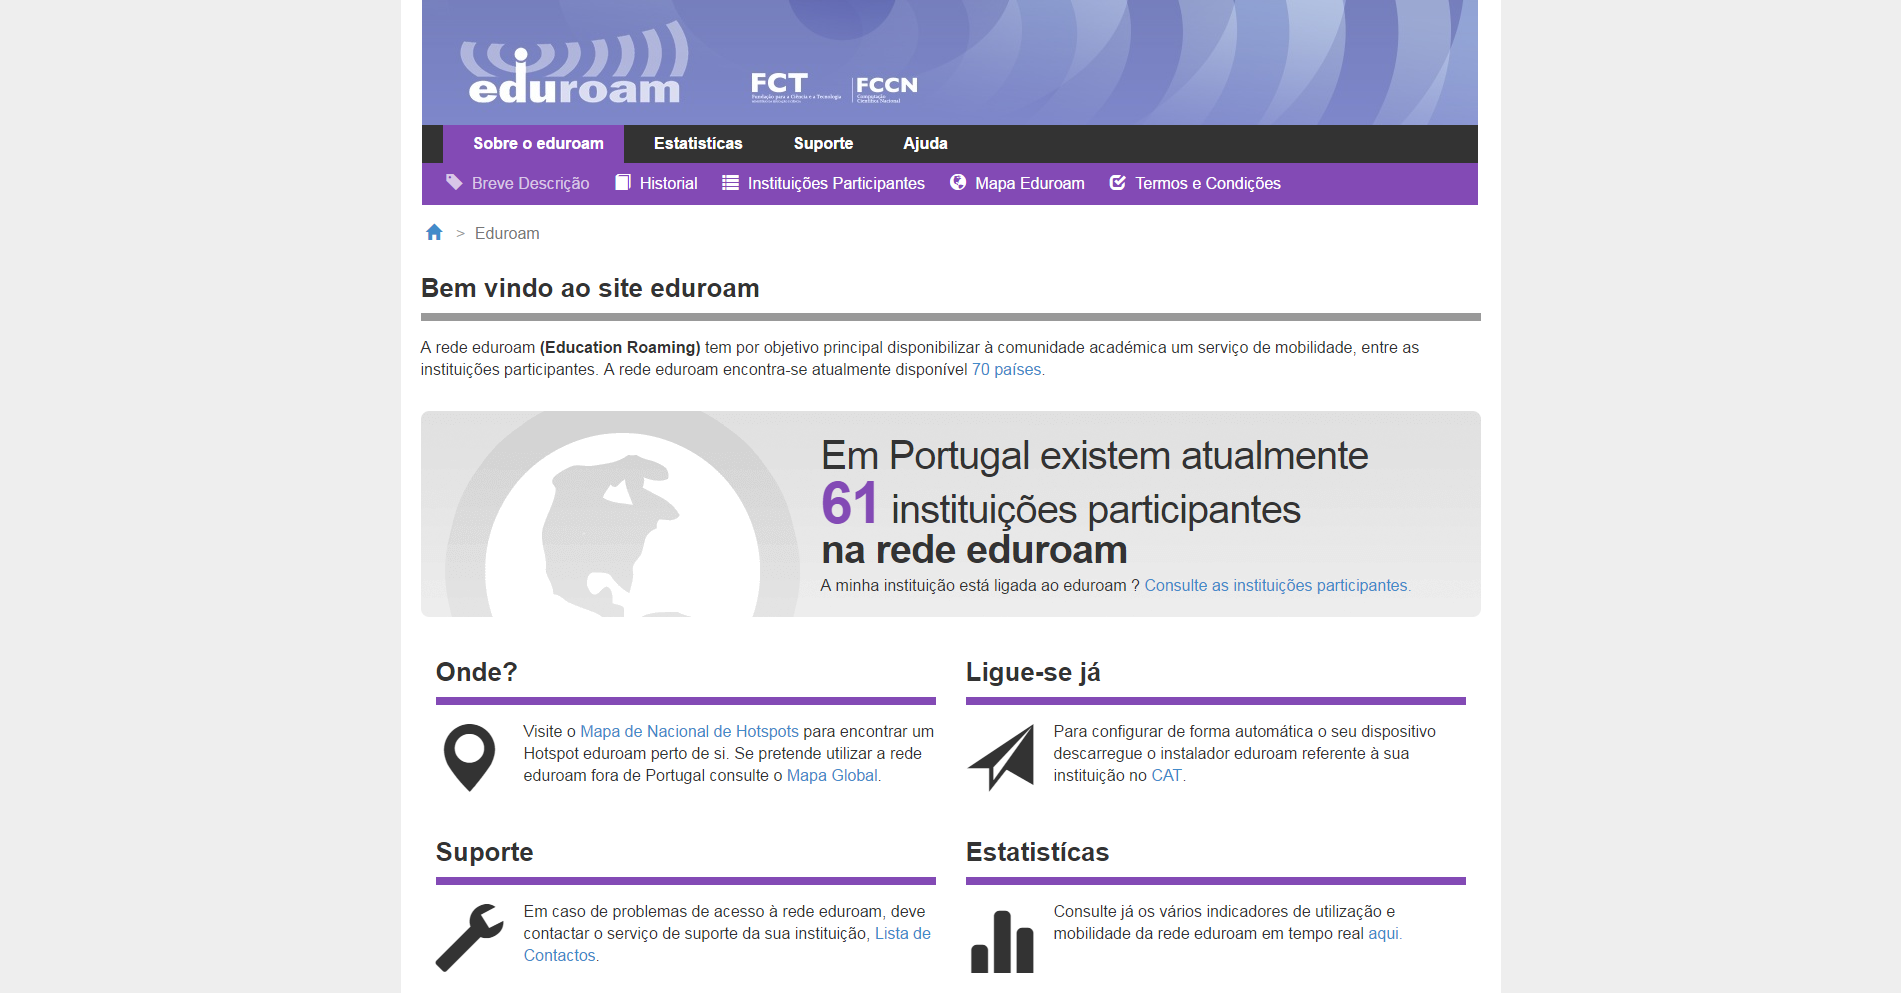 eduroam
FCT
Fundação para a Ciência e a Tecnologia
FCCN
Computação
Científica Nacional
Sobre o eduroam Estatistícas Suporte Ajuda
Breve Descrição Historial Instituições Participantes Mapa Eduroam Termos e Condições
> Eduroam
Bem vindo ao site eduroam
A rede eduroam (Education Roaming) tem por objetivo principal disponibilizar à comunidade académica um serviço de mobilidade, entre as
instituições participantes. A rede eduroam encontra-se atualmente disponível 70 países.
Em Portugal existem atualmente
61 instituições participantes
na rede eduroam
A minha instituição está ligada ao eduroam ? Consulte as instituições participantes.
Onde?
Visite o Mapa de Nacional de Hotspots para encontrar um
Hotspot eduroam perto de si. Se pretende utilizar a rede
eduroam fora de Portugal consulte o Mapa Global.
Ligue-se já
Para configurar de forma automática o seu dispositivo
descarregue o instalador eduroam referente à sua
instituição no CAT.
Suporte
Em caso de problemas de acesso à rede eduroam, deve
contactar o serviço de suporte da sua instituição, Lista de
Contactos.
Estatistícas
Consulte já os vários indicadores de utilização e
mobilidade da rede eduroam em tempo real aqui.